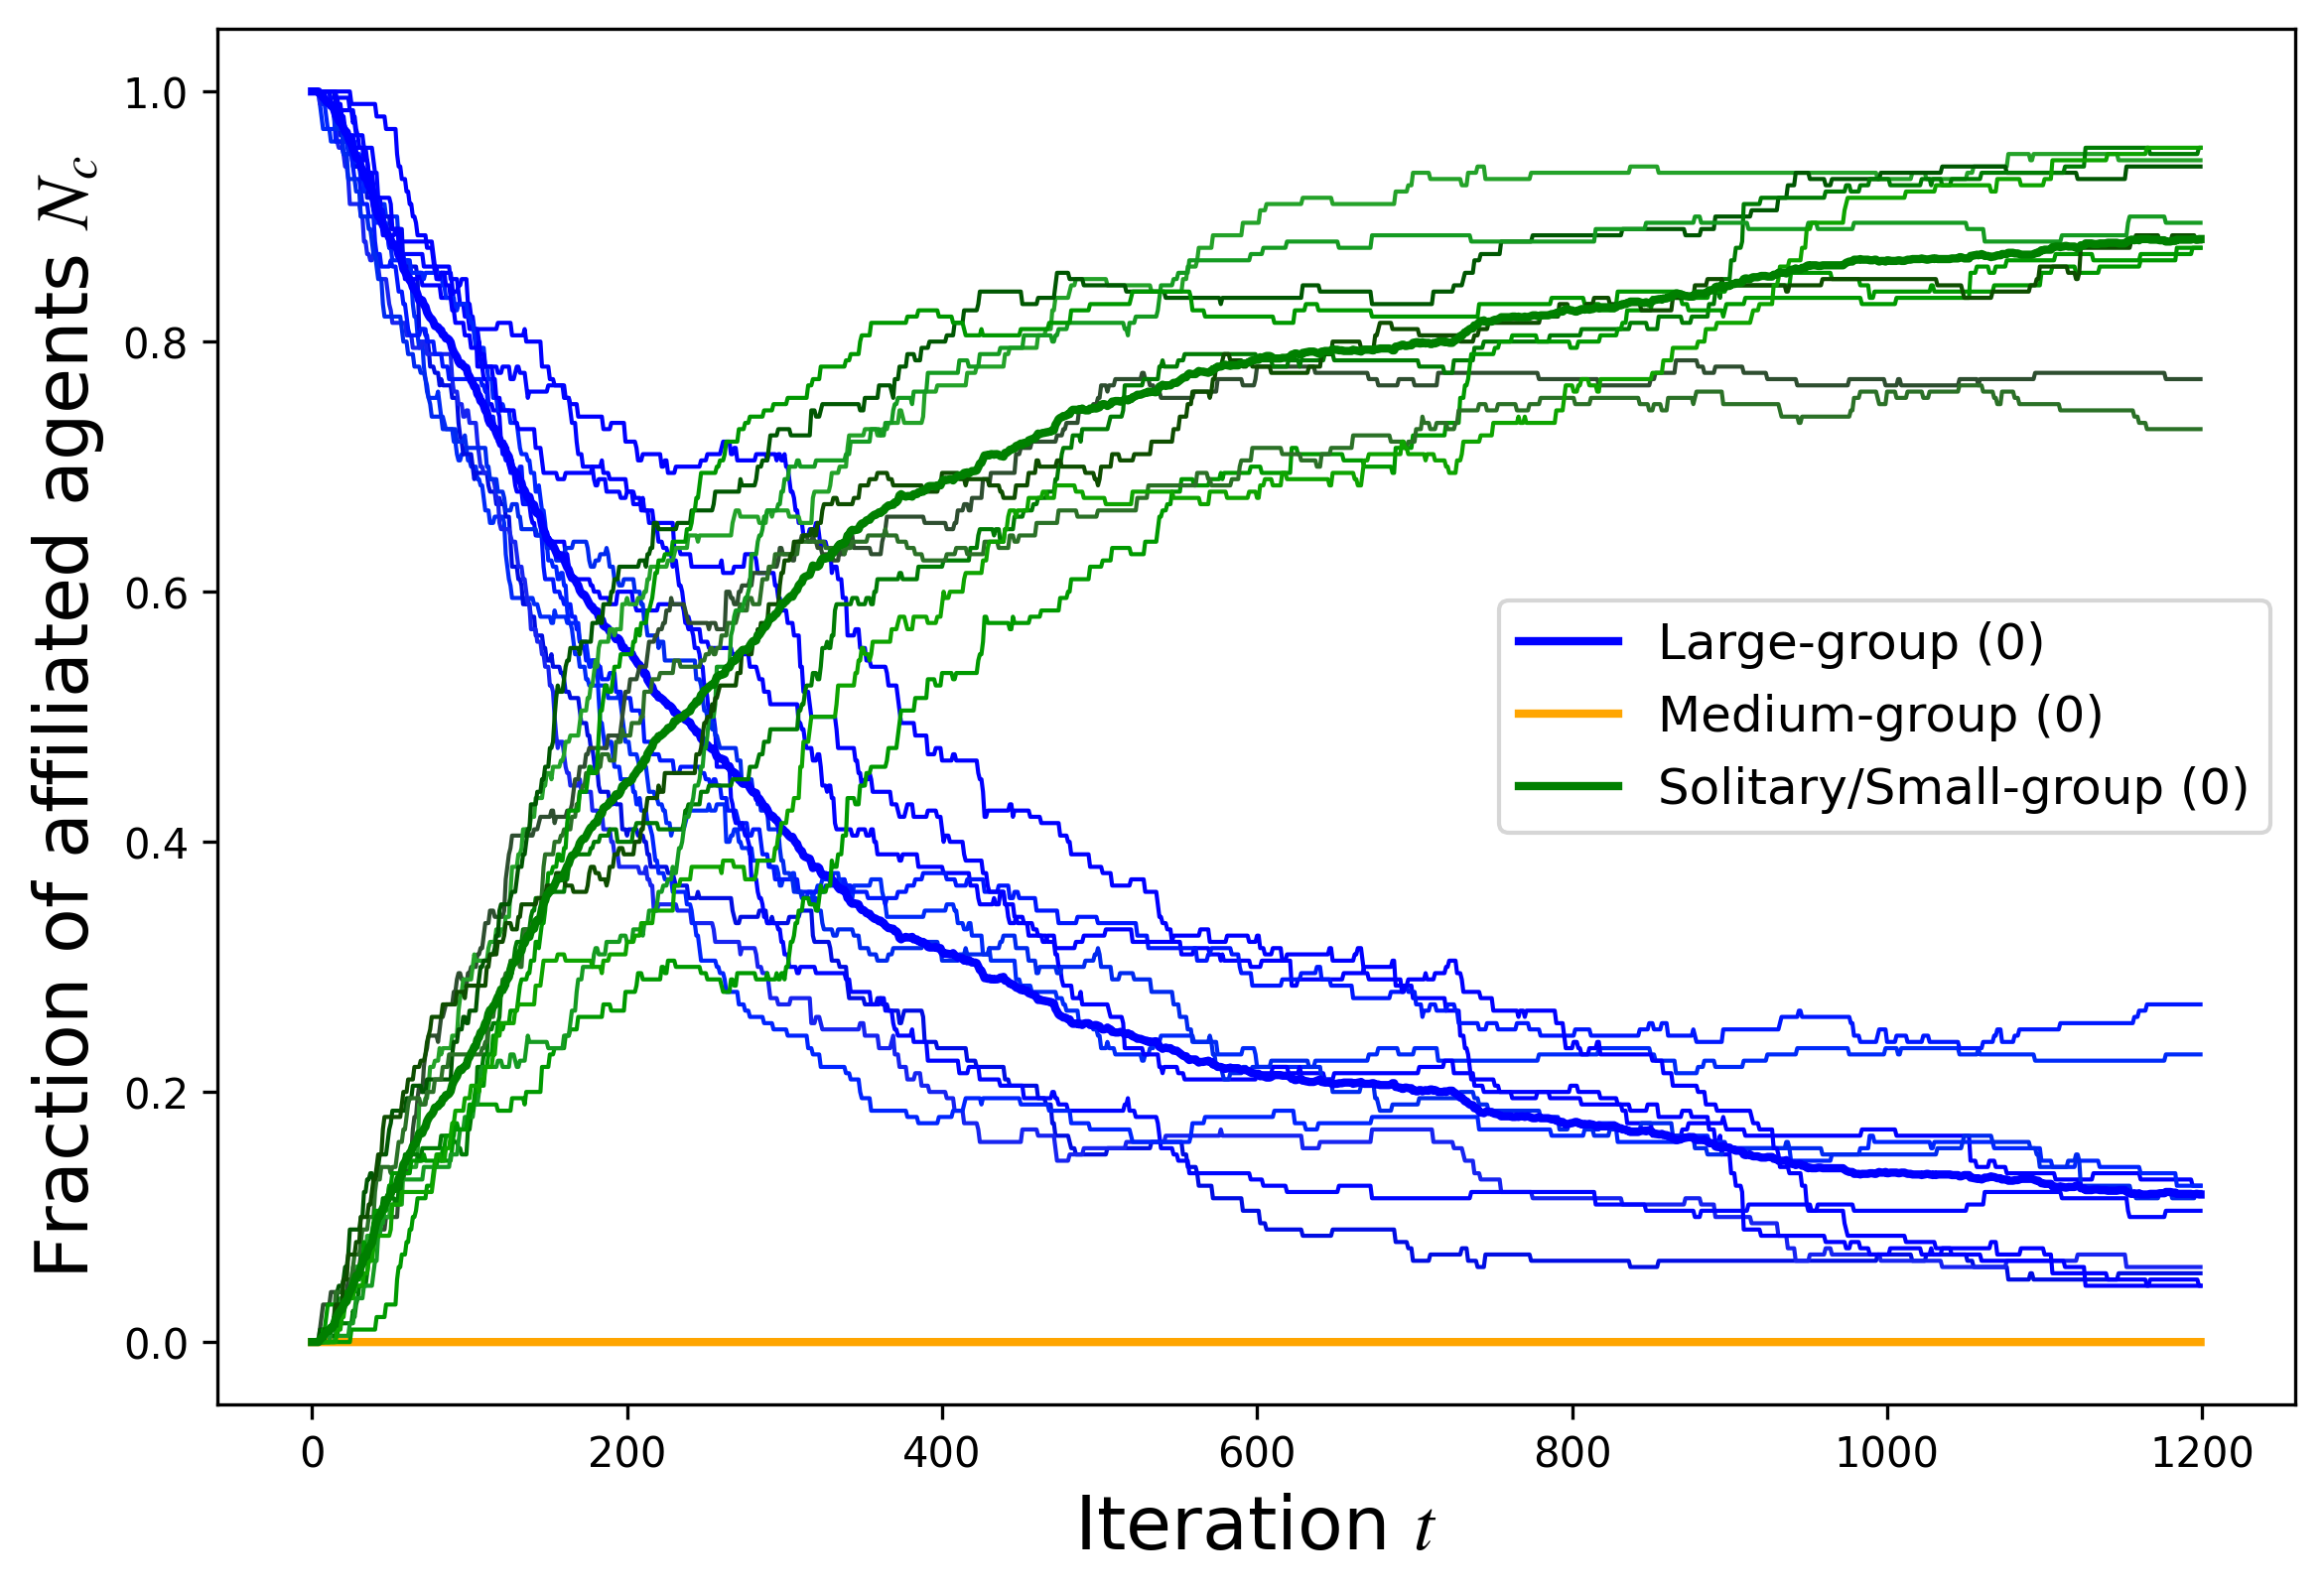 Fraction of affiliated agents N_c
1.0
0.8
0.6
0.4
0.2
0.0
Large-group (0)
Medium-group (0)
Solitary/Small-group (0)
0 200 400 600 800 1000 1200
Iteration t